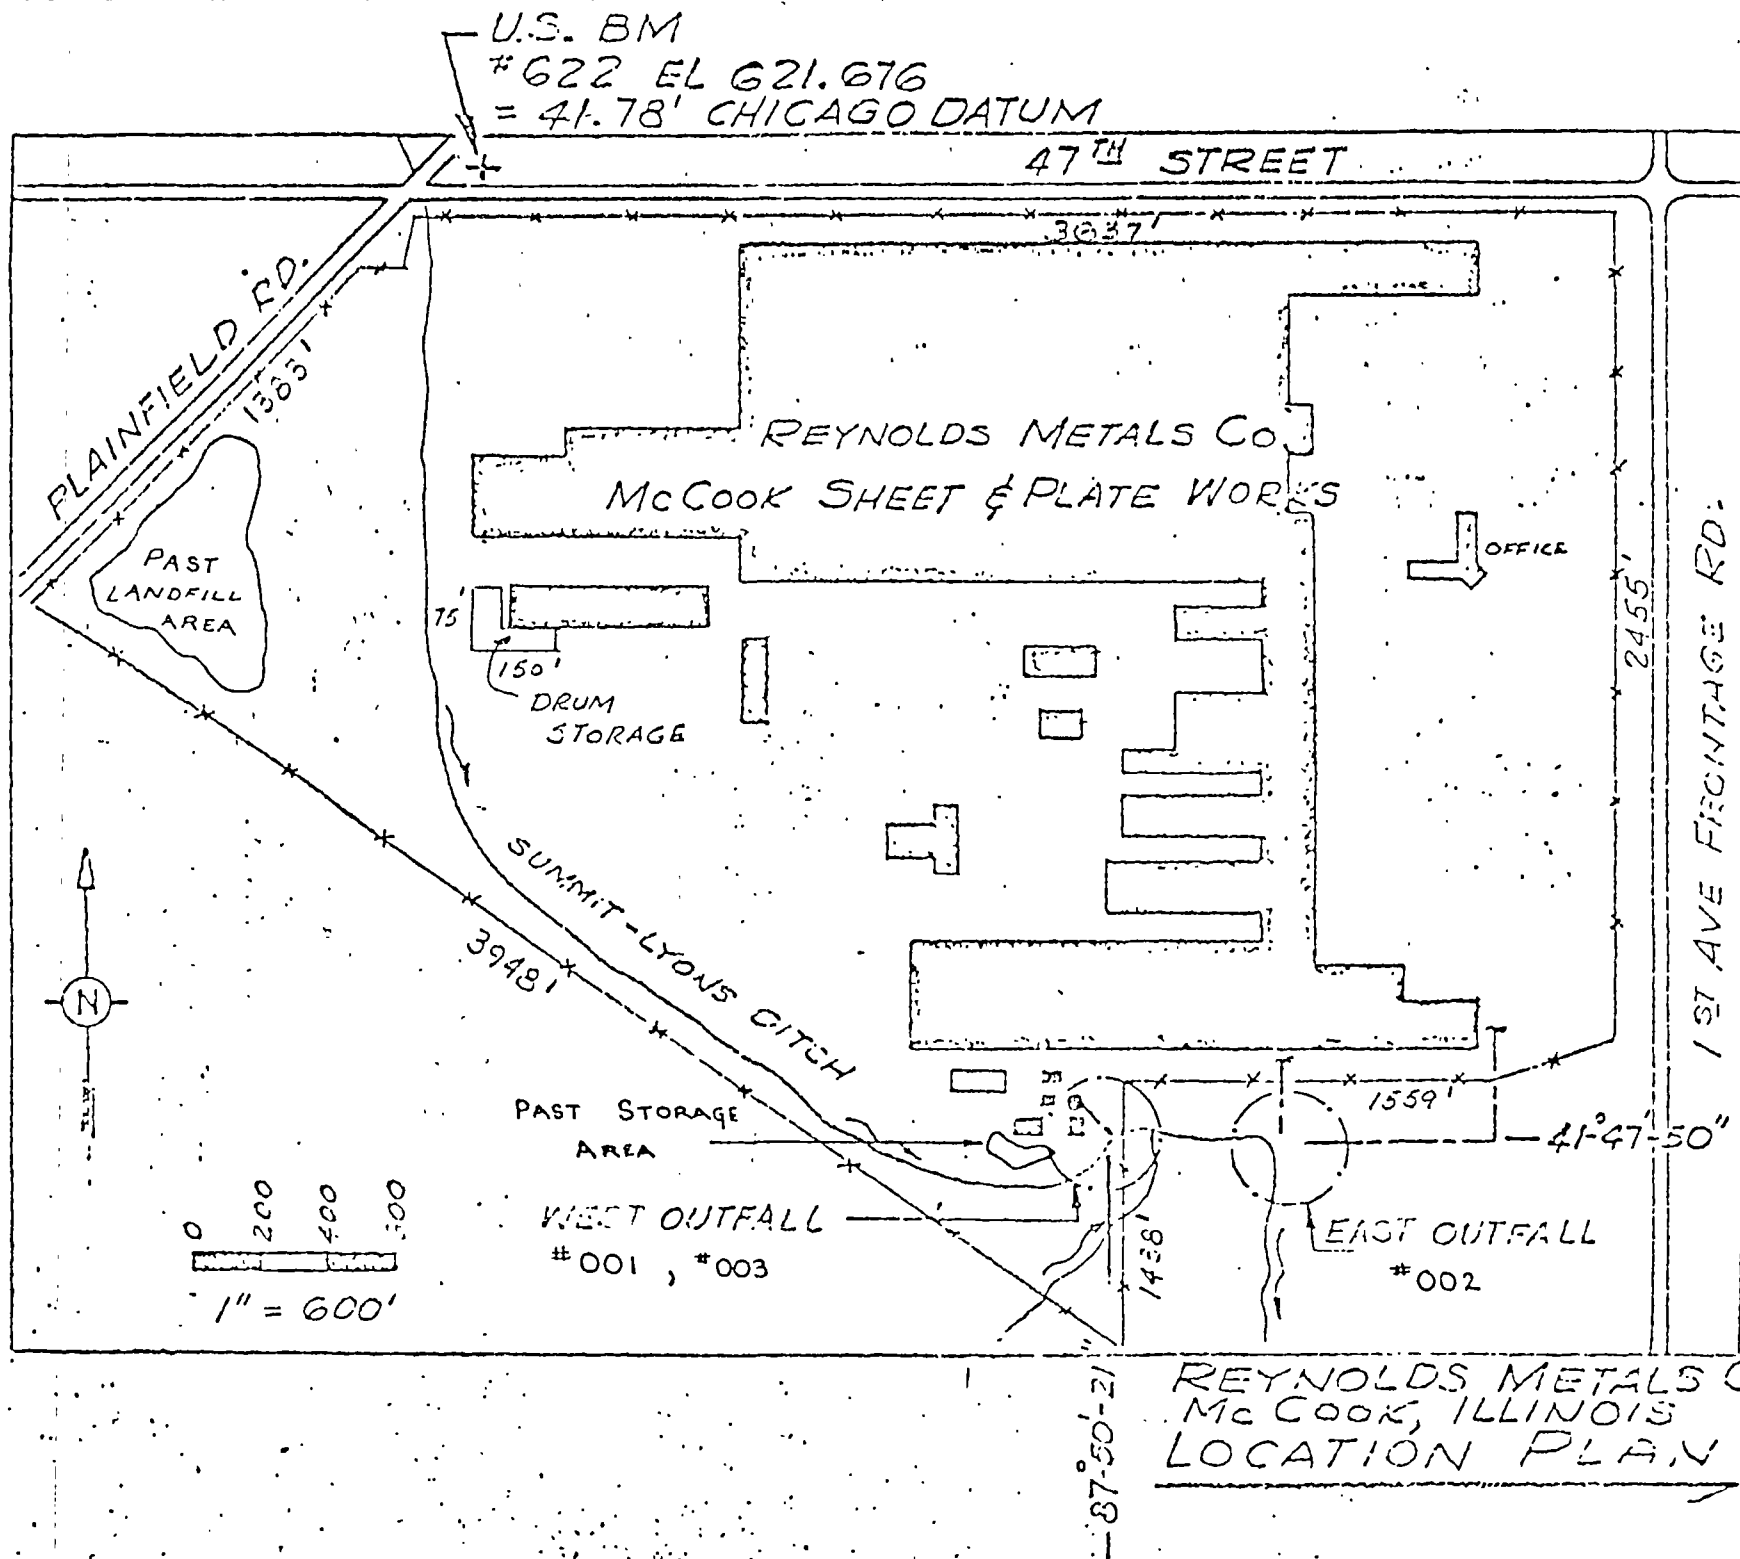 U.S. BM
#622 EL 621.676
= 41.78' CHICAGO DATUM
47TH STREET
PLAINFIELD RD.
1383'
REYNOLDS METALS Co.
McCOOK SHEET & PLATE WORKS
OFFICE
2455'
1ST AVE FRONTAGE RD.
PAST
LANDFILL
AREA
75'
150'
DRUM
STORAGE
SUMMIT-LYONS DITCH
3948'
N
PAST STORAGE
AREA
1559'
41°-47'-50"
WEST OUTFALL
#001, #003
EAST OUTFALL
#002
0 200 400
1" = 600'
87°-50'-21"
REYNOLDS METALS
McCOOK, ILLINOIS
LOCATION PLAN